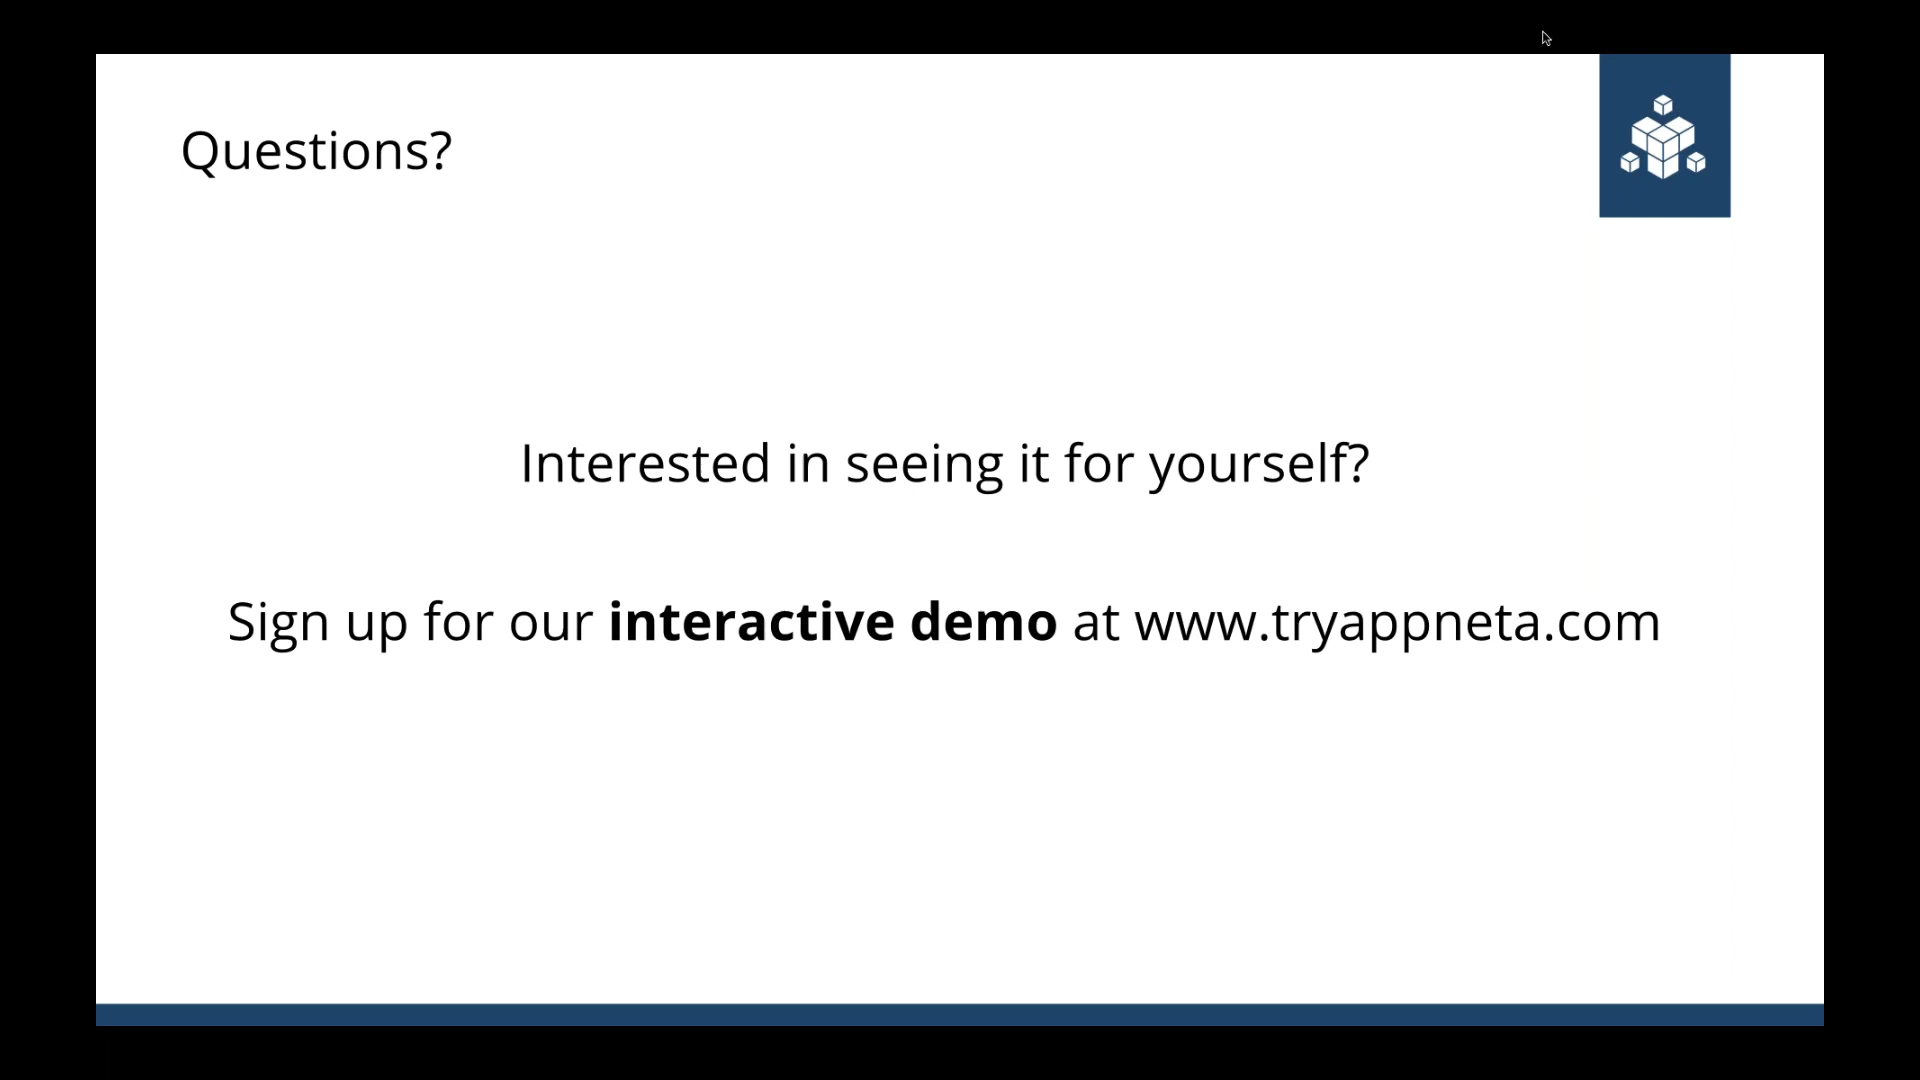 Questions?
Interested in seeing it for yourself?
Sign up for our interactive demo at www.tryappneta.com